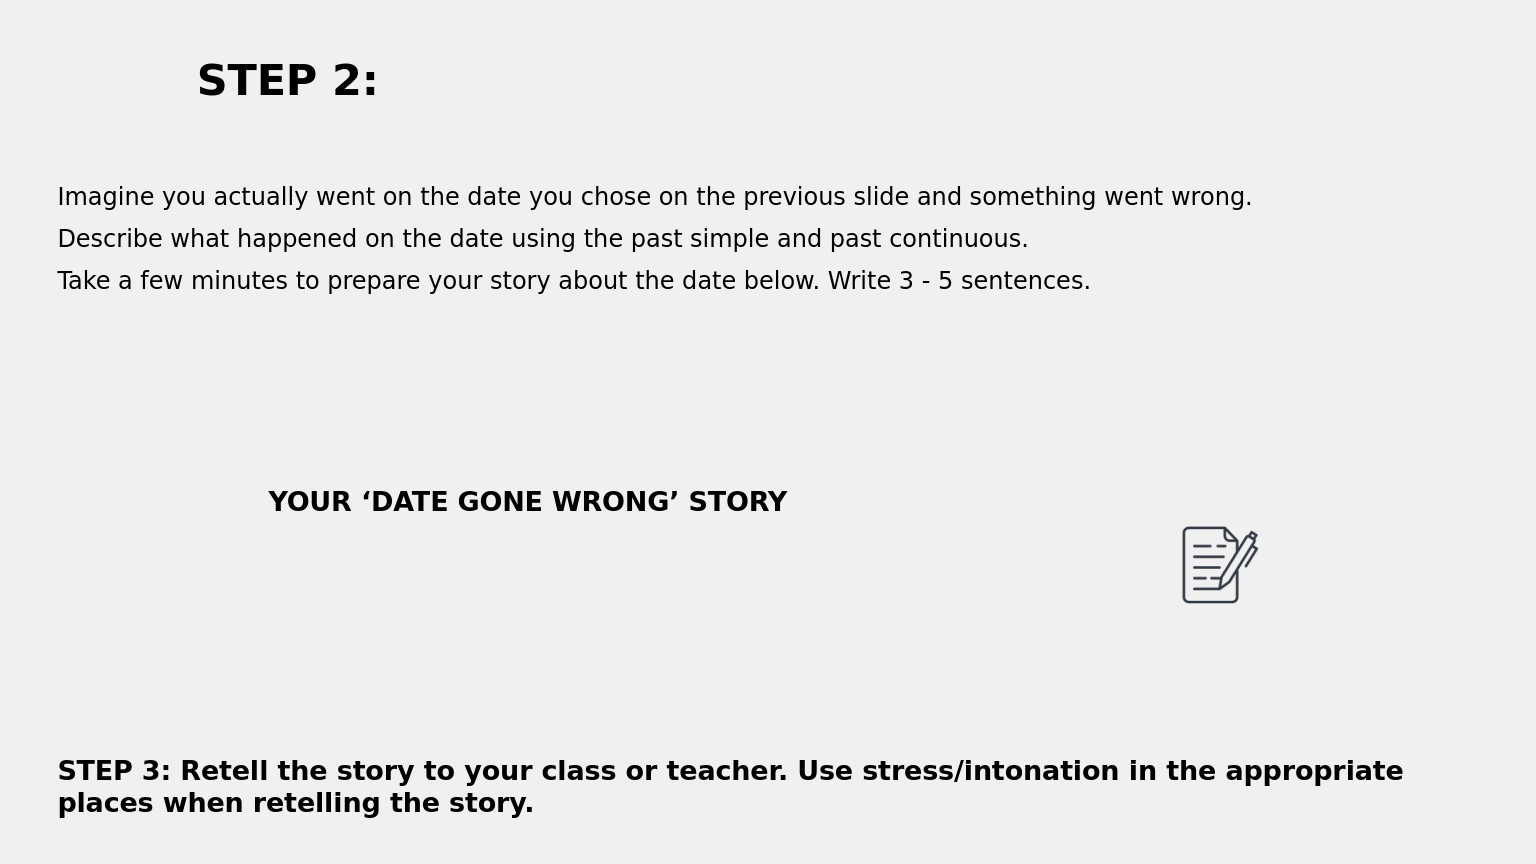 STEP 2:
Imagine you actually went on the date you chose on the previous slide and something went wrong.
Describe what happened on the date using the past simple and past continuous.
Take a few minutes to prepare your story about the date below. Write 3 - 5 sentences.
YOUR ‘DATE GONE WRONG’ STORY
STEP 3: Retell the story to your class or teacher. Use stress/intonation in the appropriate
places when retelling the story.